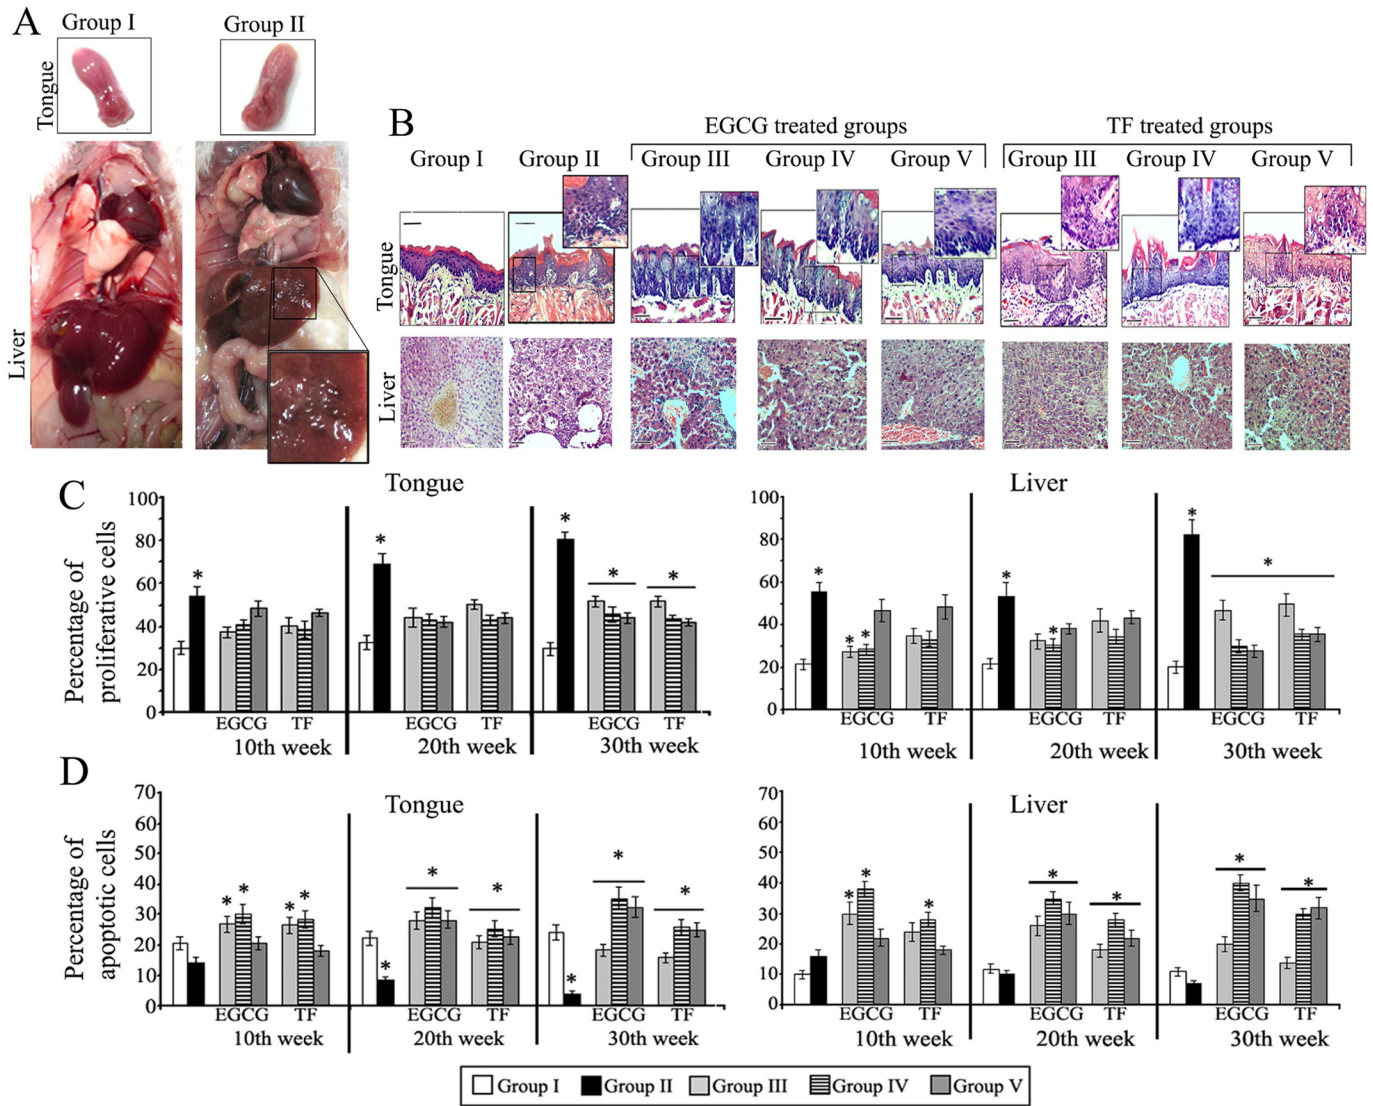 A
Group I
Group II
Tongue
Liver
B
EGCG treated groups
TF treated groups
Group I
Group II
Group III
Group IV
Group V
Group III
Group IV
Group V
Tongue
Liver
C
Tongue
Liver
Percentage of
proliferative cells
100
80
60
40
20
0
* * * * *
EGCG TF
EGCG TF
EGCG TF
10th week
20th week
30th week
100
80
60
40
20
0
* * * * * * *
EGCG TF
EGCG TF
EGCG TF
10th week
20th week
30th week
D
Tongue
Liver
Percentage of
apoptotic cells
70
60
50
40
30
20
10
0
* * * * * * * * * *
EGCG TF
EGCG TF
EGCG TF
10th week
20th week
30th week
70
60
50
40
30
20
10
0
* * * * * * *
EGCG TF
EGCG TF
EGCG TF
10th week
20th week
30th week
Group I Group II Group III Group IV Group V